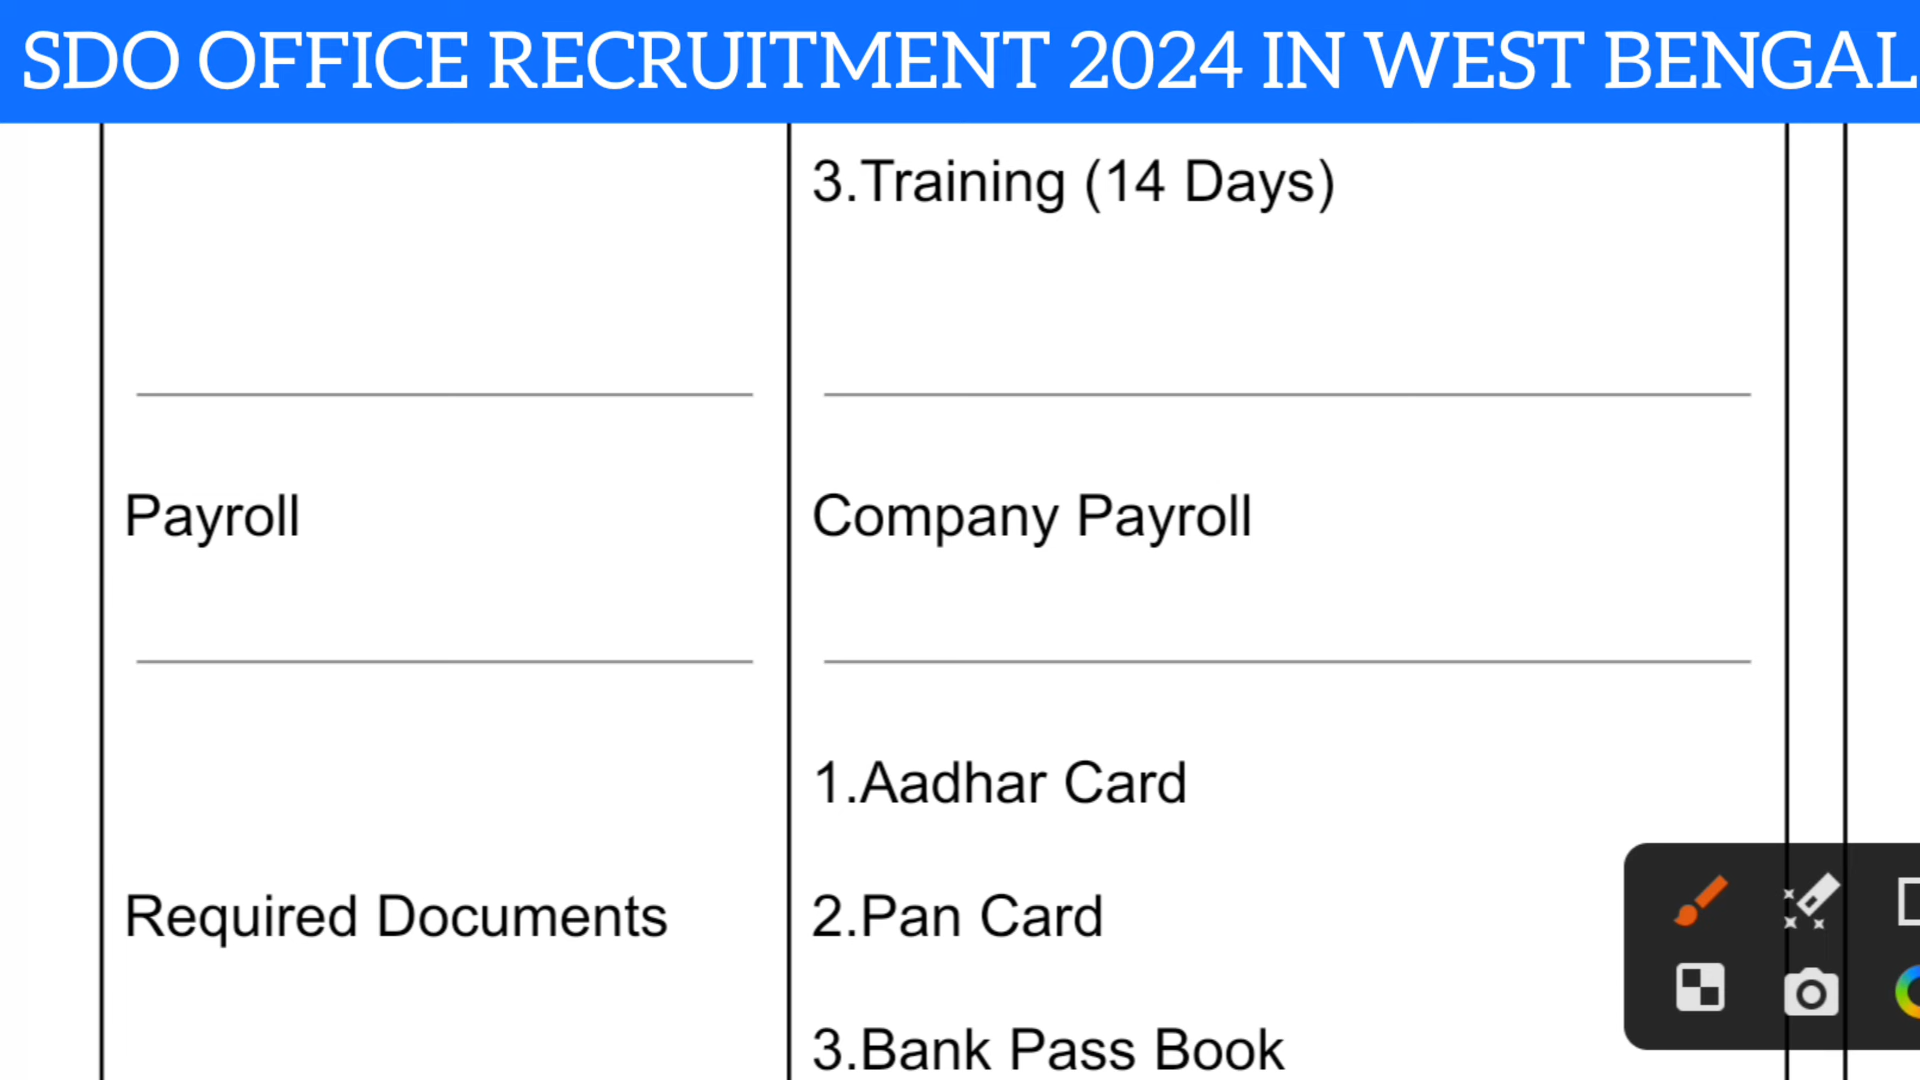 SDO OFFICE RECRUITMENT 2024 IN WEST BENGAL
3.Training (14 Days)
Payroll
Company Payroll
1.Aadhar Card
Required Documents
2.Pan Card
3.Bank Pass Book